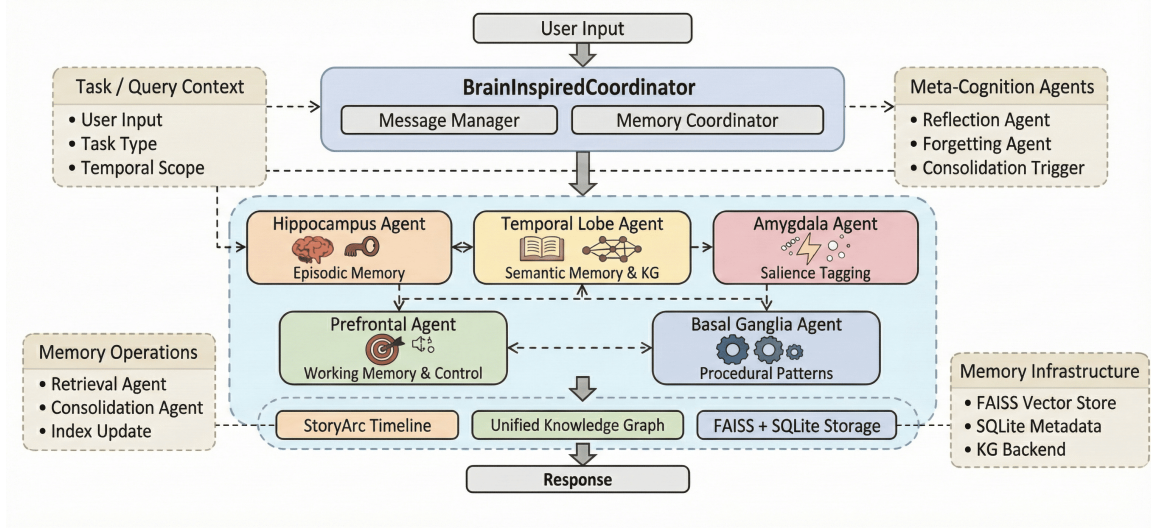 User Input
BrainInspiredCoordinator
Message Manager
Memory Coordinator
Task / Query Context
• User Input
• Task Type
• Temporal Scope
Meta-Cognition Agents
• Reflection Agent
• Forgetting Agent
• Consolidation Trigger
Hippocampus Agent
Episodic Memory
Temporal Lobe Agent
Semantic Memory & KG
Amygdala Agent
Salience Tagging
Prefrontal Agent
Working Memory & Control
Basal Ganglia Agent
Procedural Patterns
Memory Operations
• Retrieval Agent
• Consolidation Agent
• Index Update
Memory Infrastructure
• FAISS Vector Store
• SQLite Metadata
• KG Backend
StoryArc Timeline
Unified Knowledge Graph
FAISS + SQLite Storage
Response